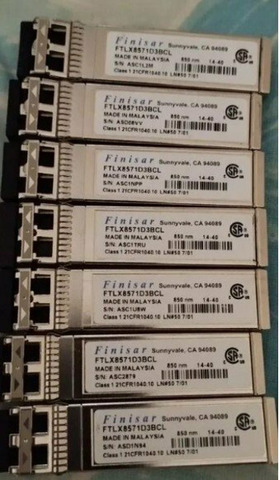 Finisar Sunnyvale, CA 94089
FTLX8571D3BCL
MADE IN MALAYSIA 850 nm 14-40
S/N: ASC1L2M
Class 1 21CFR1040.10 LN#50 7/01
Finisar Sunnyvale, CA 94089
FTLX8571D3BCL
MADE IN MALAYSIA 850 nm 14-40
S/N:
Class 1 21CFR1040.10 LN#50 7/01
Finisar Sunnyvale, CA 94089
FTLX8571D3BCL
MADE IN MALAYSIA 850 nm 14-40
S/N: ASC1NPP
Class 1 21CFR1040.10 LN#50 7/01
Finisar Sunnyvale, CA 94089
FTLX8571D3BCL
MADE IN MALAYSIA 850 nm 14-40
S/N: ASC1TRU
Class 1 21CFR1040.10 LN#50 7/01
Finisar Sunnyvale, CA 94089
FTLX8571D3BCL
MADE IN MALAYSIA 850 nm 14-40
S/N:
Class 1 21CFR1040.10 LN#50 7/01
Finisar Sunnyvale, CA 94089
FTLX8571D3BCL
MADE IN MALAYSIA 850 nm 14-40
S/N:
Class 1 21CFR1040.10 LN#50 7/01
Finisar Sunnyvale, CA 94089
FTLX8571D3BCL
MADE IN MALAYSIA 850 nm 14-40
S/N: ASD1N94
Class 1 21CFR1040.10 LN#50 7/01